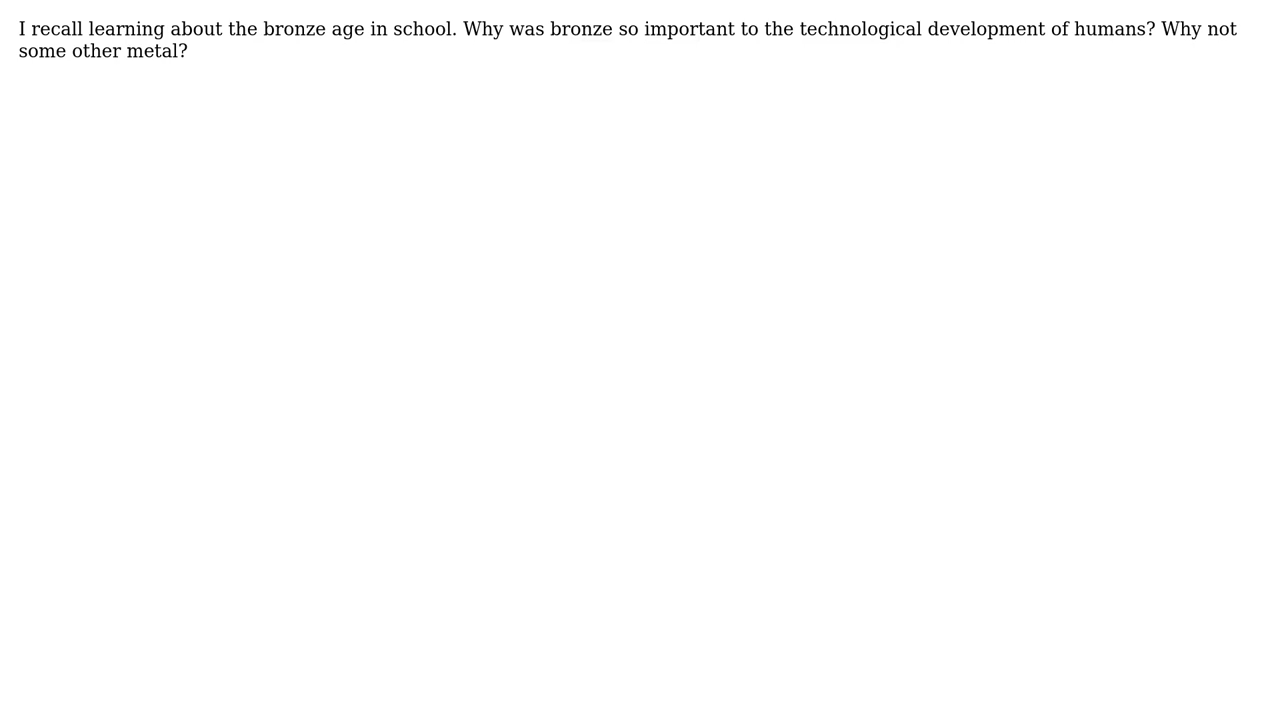 I recall learning about the bronze age in school. Why was bronze so important to the technological development of humans? Why not
some other metal?